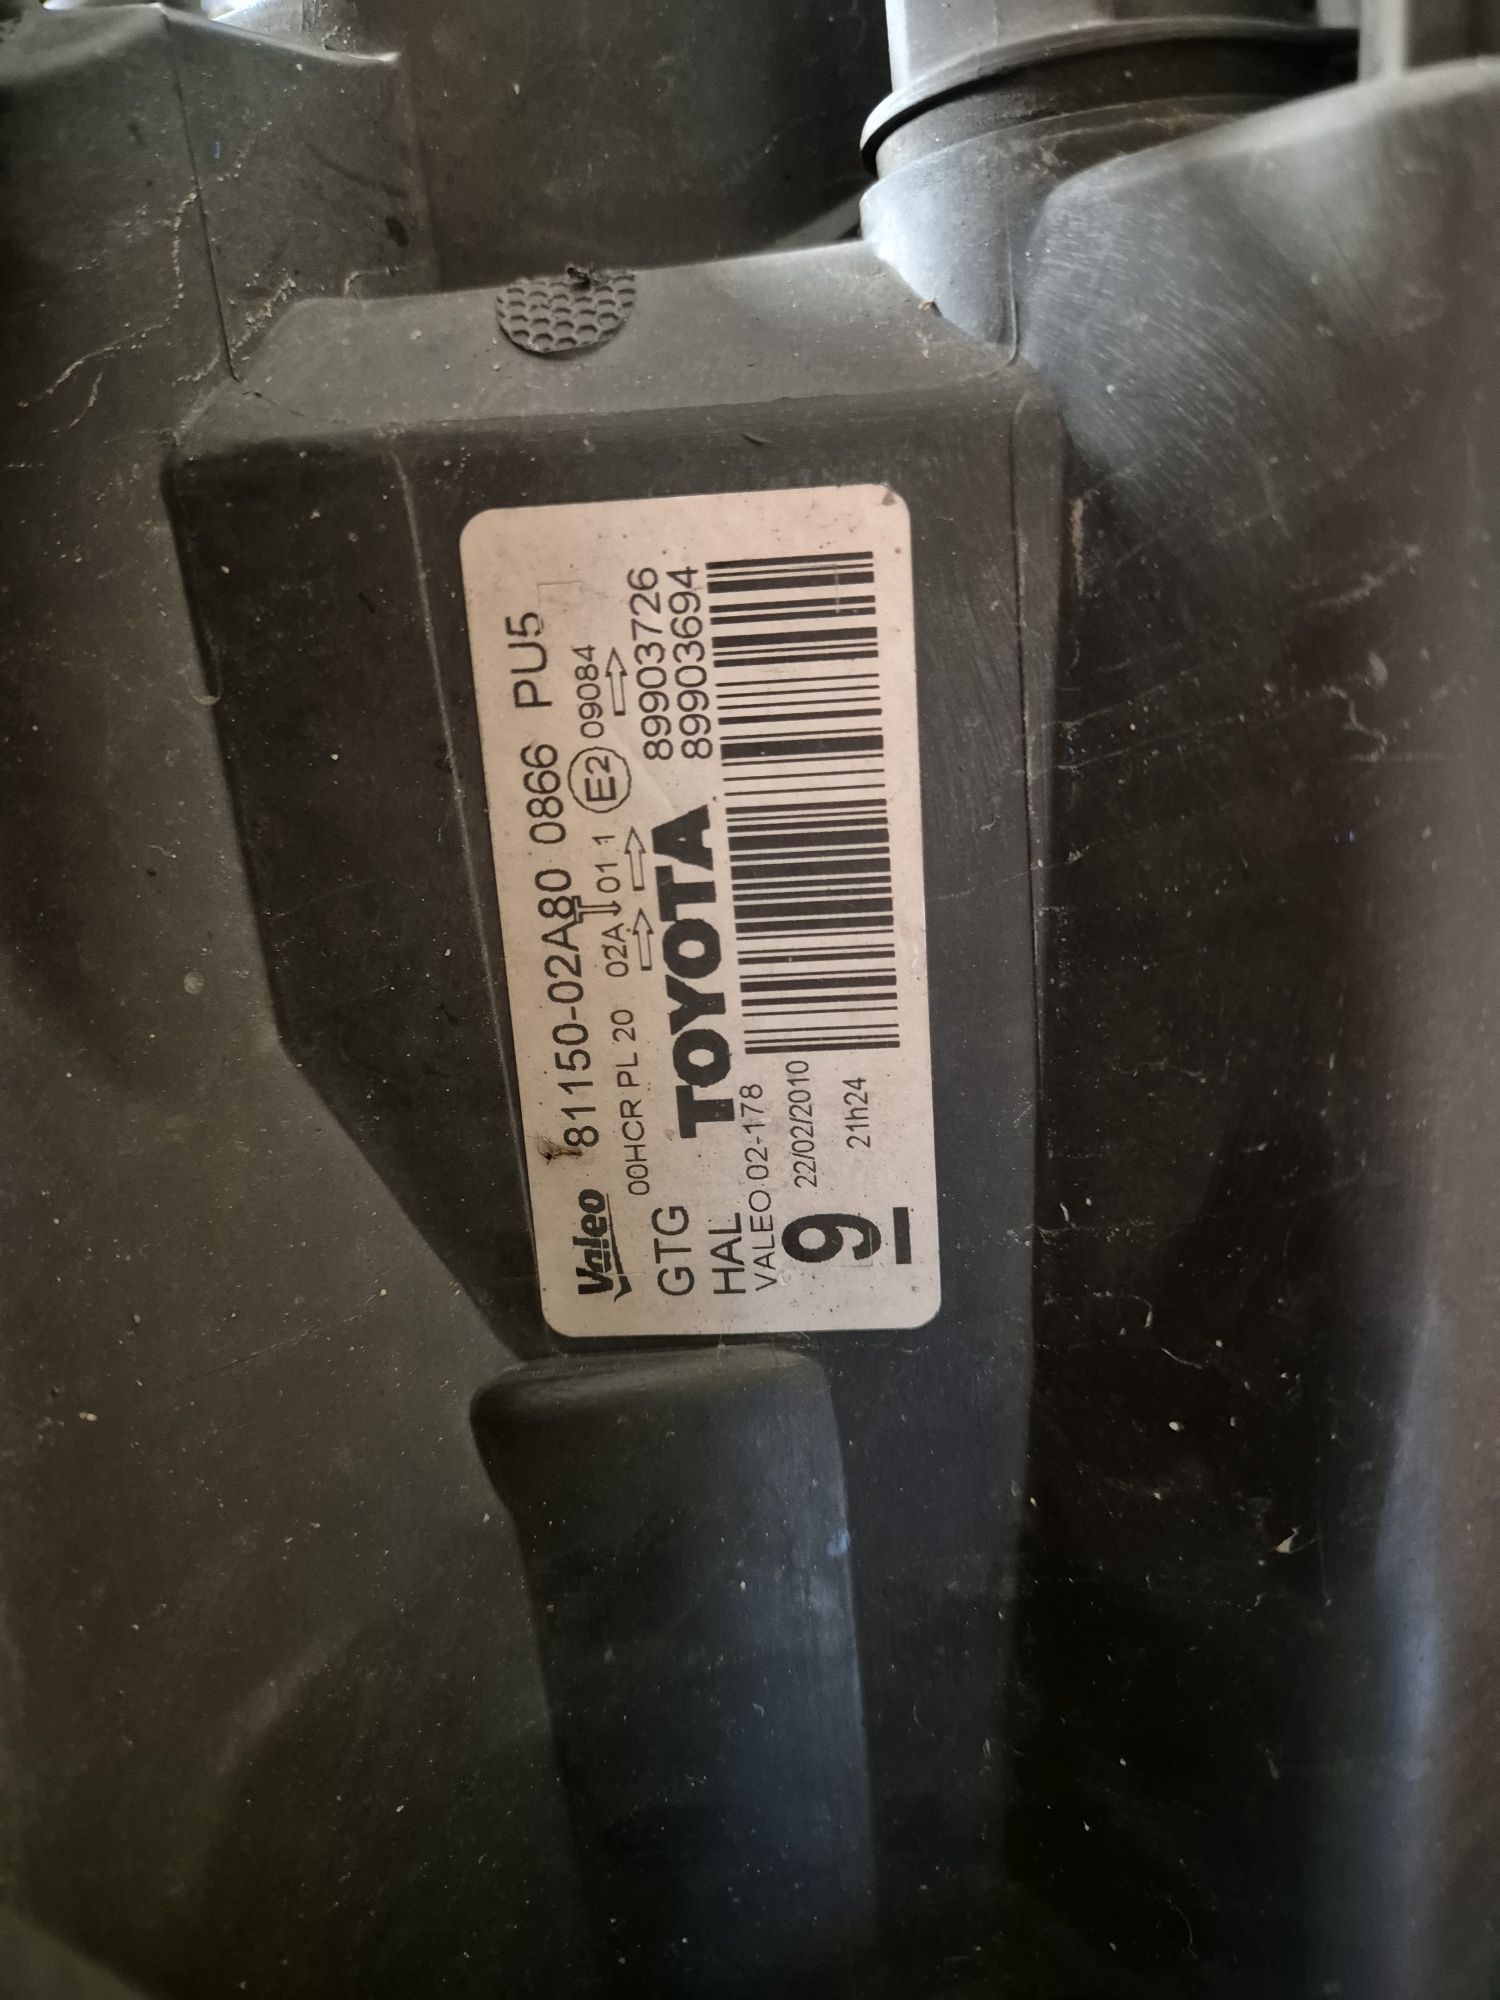 Valeo 81150-02A80 0866 PU5
00HCR PL 20 02A 01 1 E2 09084
GTG TOYOTA 89903726
HAL 89903694
VALEO 02-178
9 22/02/2010
21h24